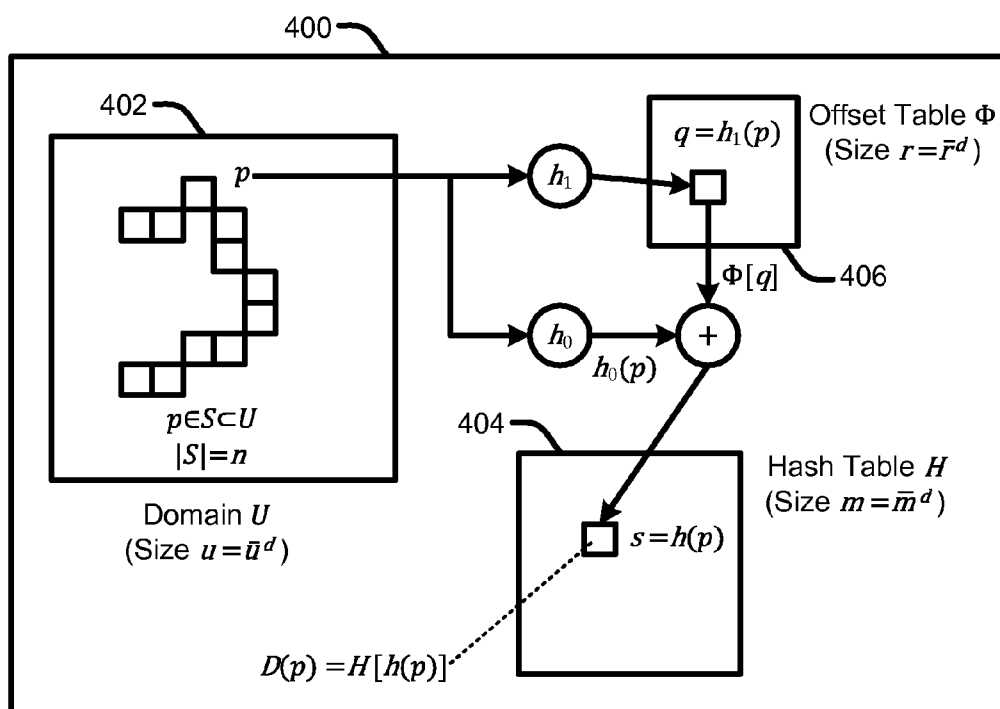 400
402
p
p∈S⊂U
|S|=n
Domain U
(Size u=ū^d)
h₁
q=h₁(p)
Offset Table Φ
(Size r=r̄^d)
406
Φ[q]
h₀
h₀(p)
+
404
s=h(p)
Hash Table H
(Size m=m̄^d)
D(p)=H[h(p)]